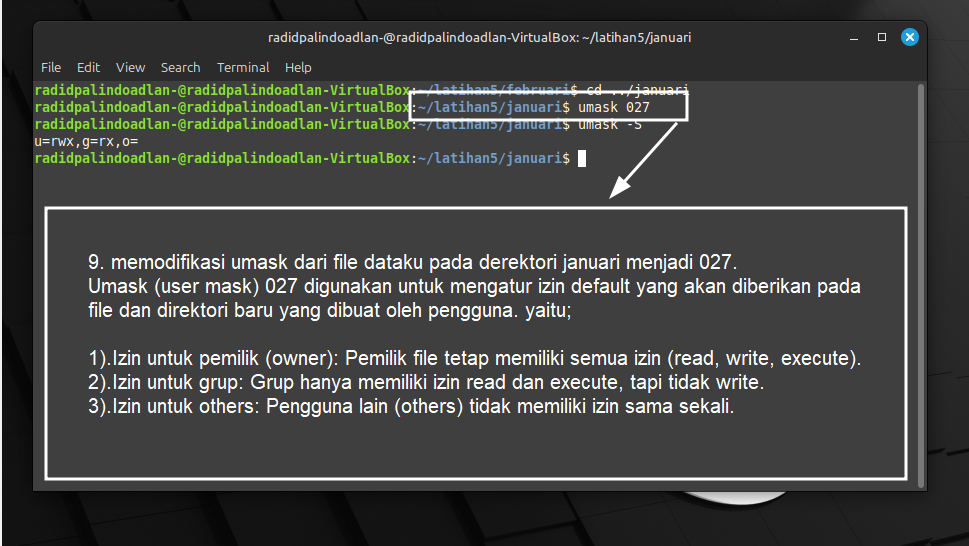 radidpalindoadlan-@radidpalindoadlan-VirtualBox: ~/latihan5/januari
File Edit View Search Terminal Help
radidpalindoadlan-@radidpalindoadlan-VirtualBox:~/latihan5/februari$ cd ../januari
radidpalindoadlan-@radidpalindoadlan-VirtualBox:~/latihan5/januari$ umask 027
radidpalindoadlan-@radidpalindoadlan-VirtualBox:~/latihan5/januari$ umask -S
u=rwx,g=rx,o=
radidpalindoadlan-@radidpalindoadlan-VirtualBox:~/latihan5/januari$
9. memodifikasi umask dari file dataku pada derektori januari menjadi 027.
Umask (user mask) 027 digunakan untuk mengatur izin default yang akan diberikan pada
file dan direktori baru yang dibuat oleh pengguna. yaitu;
1).Izin untuk pemilik (owner): Pemilik file tetap memiliki semua izin (read, write, execute).
2).Izin untuk grup: Grup hanya memiliki izin read dan execute, tapi tidak write.
3).Izin untuk others: Pengguna lain (others) tidak memiliki izin sama sekali.